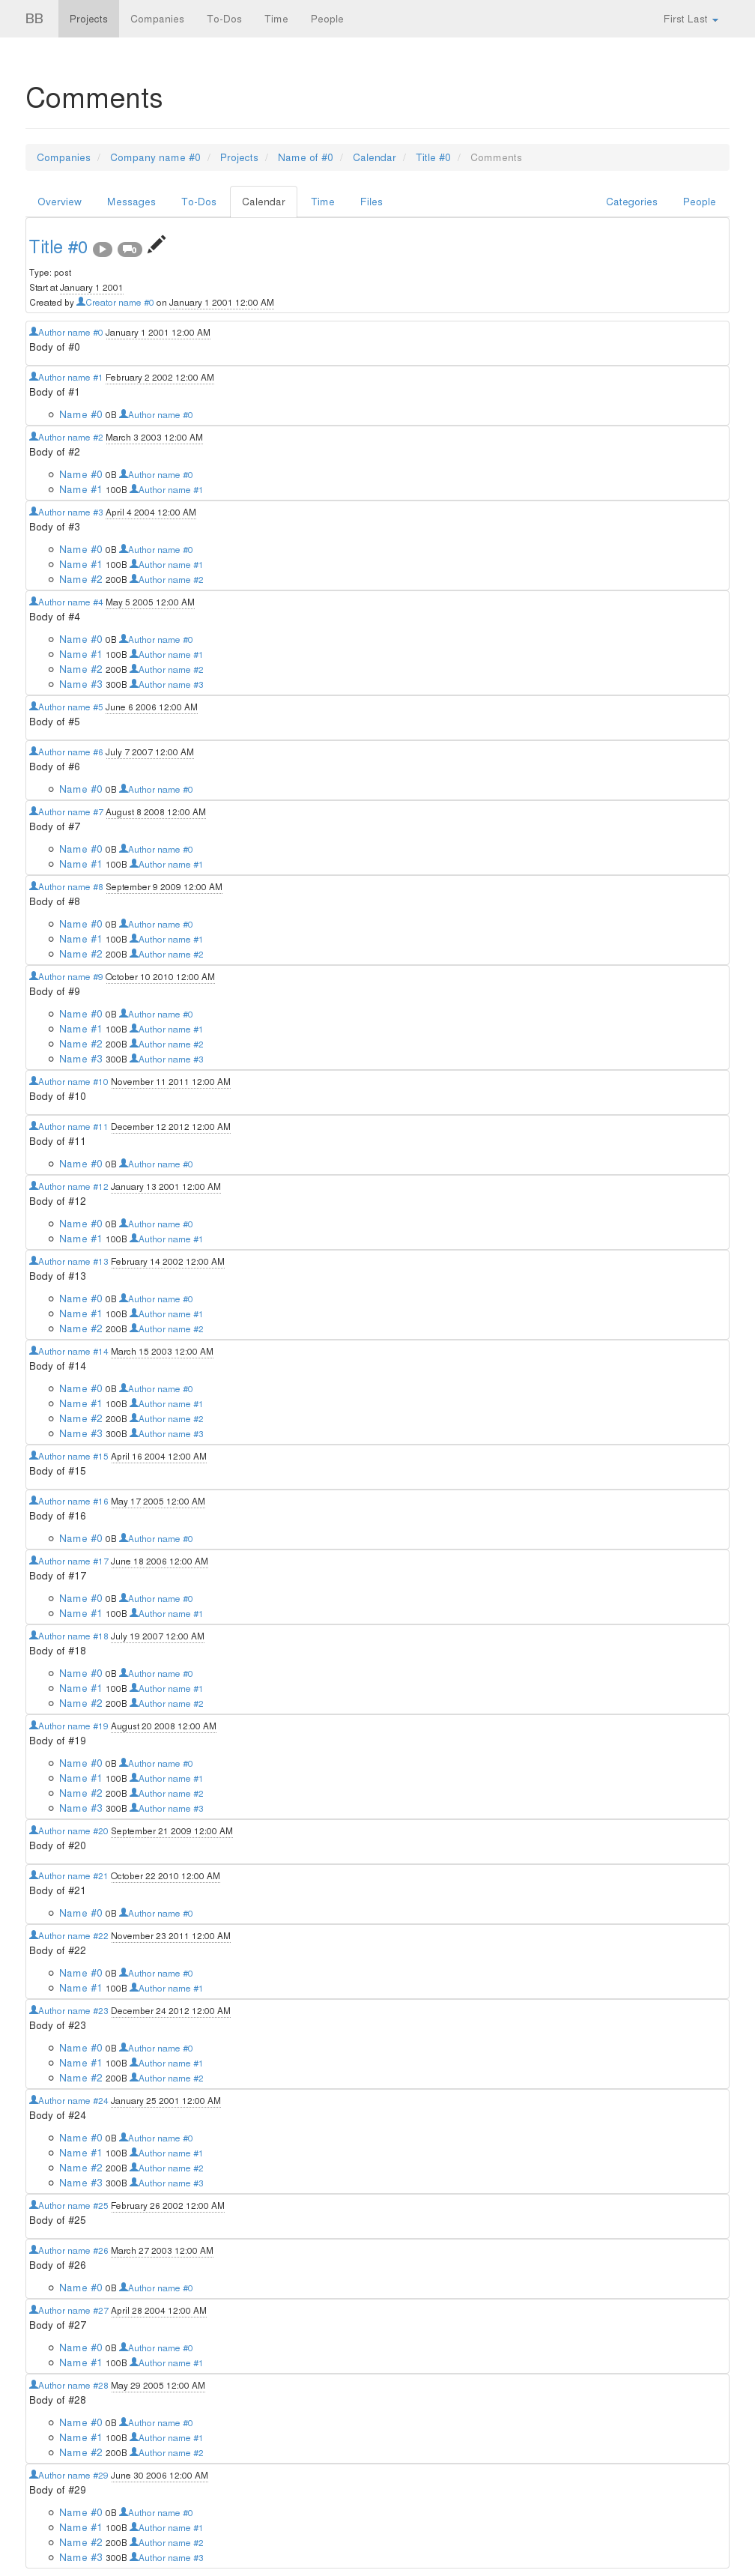 BB Projects Companies To-Dos Time People First Last
Comments
Companies / Company name #0 / Projects / Name of #0 / Calendar / Title #0 / Comments
Overview Messages To-Dos Calendar Time Files Categories People
Title #0 0
Type: post
Start at January 1 2001
Created by Creator name #0 on January 1 2001 12:00 AM
Author name #0 January 1 2001 12:00 AM
Body of #0
Author name #1 February 2 2002 12:00 AM
Body of #1
Name #0 0B Author name #0
Author name #2 March 3 2003 12:00 AM
Body of #2
Name #0 0B Author name #0
Name #1 100B Author name #1
Author name #3 April 4 2004 12:00 AM
Body of #3
Name #0 0B Author name #0
Name #1 100B Author name #1
Name #2 200B Author name #2
Author name #4 May 5 2005 12:00 AM
Body of #4
Name #0 0B Author name #0
Name #1 100B Author name #1
Name #2 200B Author name #2
Name #3 300B Author name #3
Author name #5 June 6 2006 12:00 AM
Body of #5
Author name #6 July 7 2007 12:00 AM
Body of #6
Name #0 0B Author name #0
Author name #7 August 8 2008 12:00 AM
Body of #7
Name #0 0B Author name #0
Name #1 100B Author name #1
Author name #8 September 9 2009 12:00 AM
Body of #8
Name #0 0B Author name #0
Name #1 100B Author name #1
Name #2 200B Author name #2
Author name #9 October 10 2010 12:00 AM
Body of #9
Name #0 0B Author name #0
Name #1 100B Author name #1
Name #2 200B Author name #2
Name #3 300B Author name #3
Author name #10 November 11 2011 12:00 AM
Body of #10
Author name #11 December 12 2012 12:00 AM
Body of #11
Name #0 0B Author name #0
Author name #12 January 13 2001 12:00 AM
Body of #12
Name #0 0B Author name #0
Name #1 100B Author name #1
Author name #13 February 14 2002 12:00 AM
Body of #13
Name #0 0B Author name #0
Name #1 100B Author name #1
Name #2 200B Author name #2
Author name #14 March 15 2003 12:00 AM
Body of #14
Name #0 0B Author name #0
Name #1 100B Author name #1
Name #2 200B Author name #2
Name #3 300B Author name #3
Author name #15 April 16 2004 12:00 AM
Body of #15
Author name #16 May 17 2005 12:00 AM
Body of #16
Name #0 0B Author name #0
Author name #17 June 18 2006 12:00 AM
Body of #17
Name #0 0B Author name #0
Name #1 100B Author name #1
Author name #18 July 19 2007 12:00 AM
Body of #18
Name #0 0B Author name #0
Name #1 100B Author name #1
Name #2 200B Author name #2
Author name #19 August 20 2008 12:00 AM
Body of #19
Name #0 0B Author name #0
Name #1 100B Author name #1
Name #2 200B Author name #2
Name #3 300B Author name #3
Author name #20 September 21 2009 12:00 AM
Body of #20
Author name #21 October 22 2010 12:00 AM
Body of #21
Name #0 0B Author name #0
Author name #22 November 23 2011 12:00 AM
Body of #22
Name #0 0B Author name #0
Name #1 100B Author name #1
Author name #23 December 24 2012 12:00 AM
Body of #23
Name #0 0B Author name #0
Name #1 100B Author name #1
Name #2 200B Author name #2
Author name #24 January 25 2001 12:00 AM
Body of #24
Name #0 0B Author name #0
Name #1 100B Author name #1
Name #2 200B Author name #2
Name #3 300B Author name #3
Author name #25 February 26 2002 12:00 AM
Body of #25
Author name #26 March 27 2003 12:00 AM
Body of #26
Name #0 0B Author name #0
Author name #27 April 28 2004 12:00 AM
Body of #27
Name #0 0B Author name #0
Name #1 100B Author name #1
Author name #28 May 29 2005 12:00 AM
Body of #28
Name #0 0B Author name #0
Name #1 100B Author name #1
Name #2 200B Author name #2
Author name #29 June 30 2006 12:00 AM
Body of #29
Name #0 0B Author name #0
Name #1 100B Author name #1
Name #2 200B Author name #2
Name #3 300B Author name #3